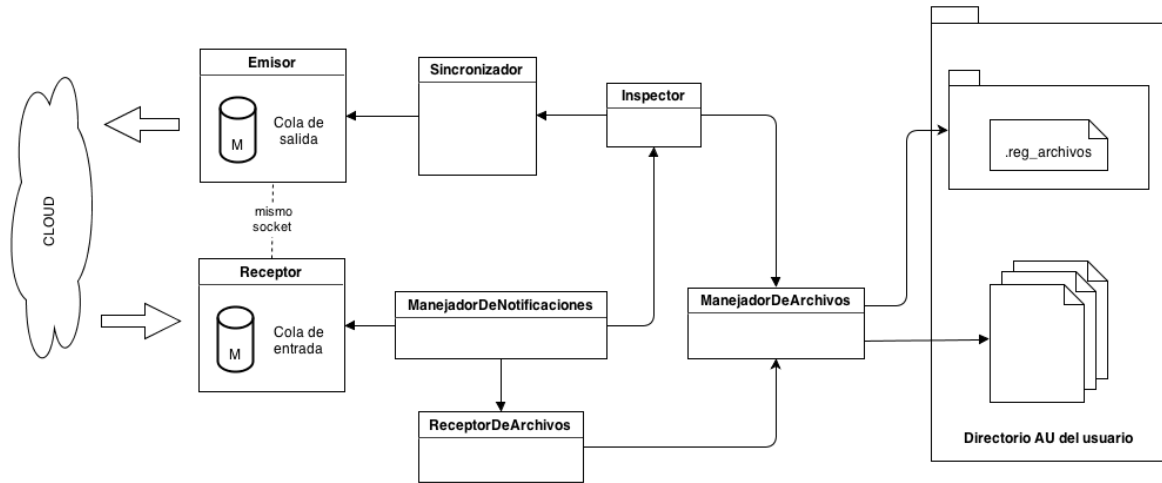 Emisor
M
Cola de
salida
Sincronizador
Inspector
.reg_archivos
CLOUD
mismo
socket
Receptor
M
Cola de
entrada
ManejadorDeNotificaciones
ManejadorDeArchivos
ReceptorDeArchivos
Directorio AU del usuario